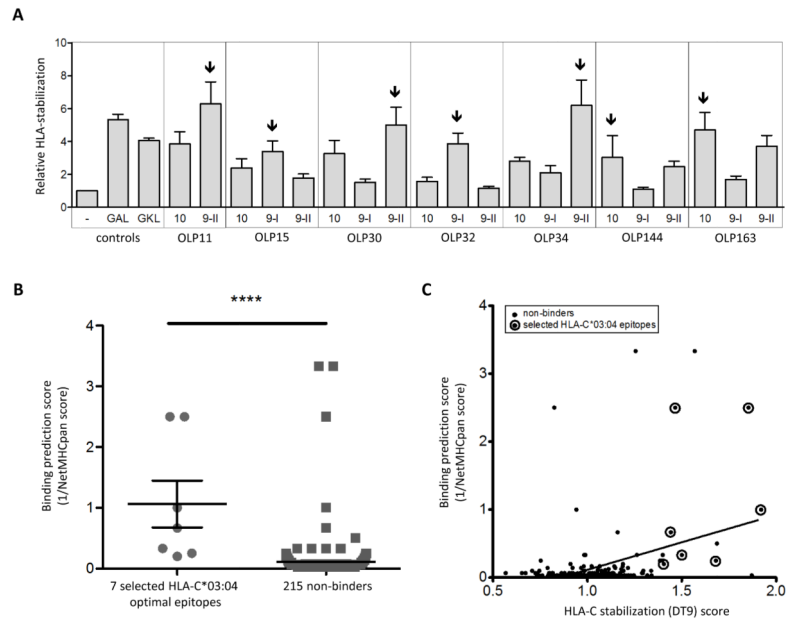 A
Relative HLA-stabilization
10
8
6
4
2
0
- GAL GKL 10 9-II 10 9-I 9-II 10 9-I 9-II 10 9-I 9-II 10 9-I 9-II 10 9-I 9-II 10 9-I 9-II
controls OLP11 OLP15 OLP30 OLP32 OLP34 OLP144 OLP163
B
****
Binding prediction score
(1/NetMHCpan score)
4
3
2
1
0
7 selected HLA-C*03:04
optimal epitopes
215 non-binders
C
non-binders
selected HLA-C*03:04 epitopes
Binding prediction score
(1/NetMHCpan score)
4
3
2
1
0
0.5 1.0 1.5 2.0
HLA-C stabilization (DT9) score